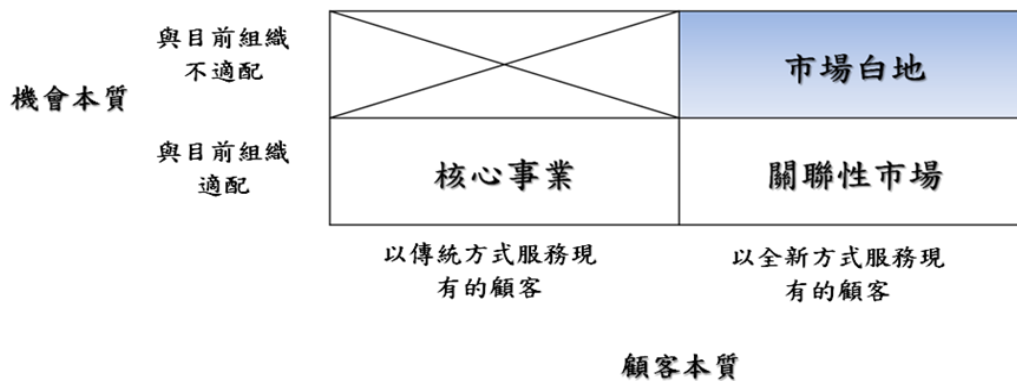 與目前組織
不適配
市場白地
機會本質
與目前組織
適配
核心事業
關聯性市場
以傳統方式服務現
有的顧客
以全新方式服務現
有的顧客
顧客本質